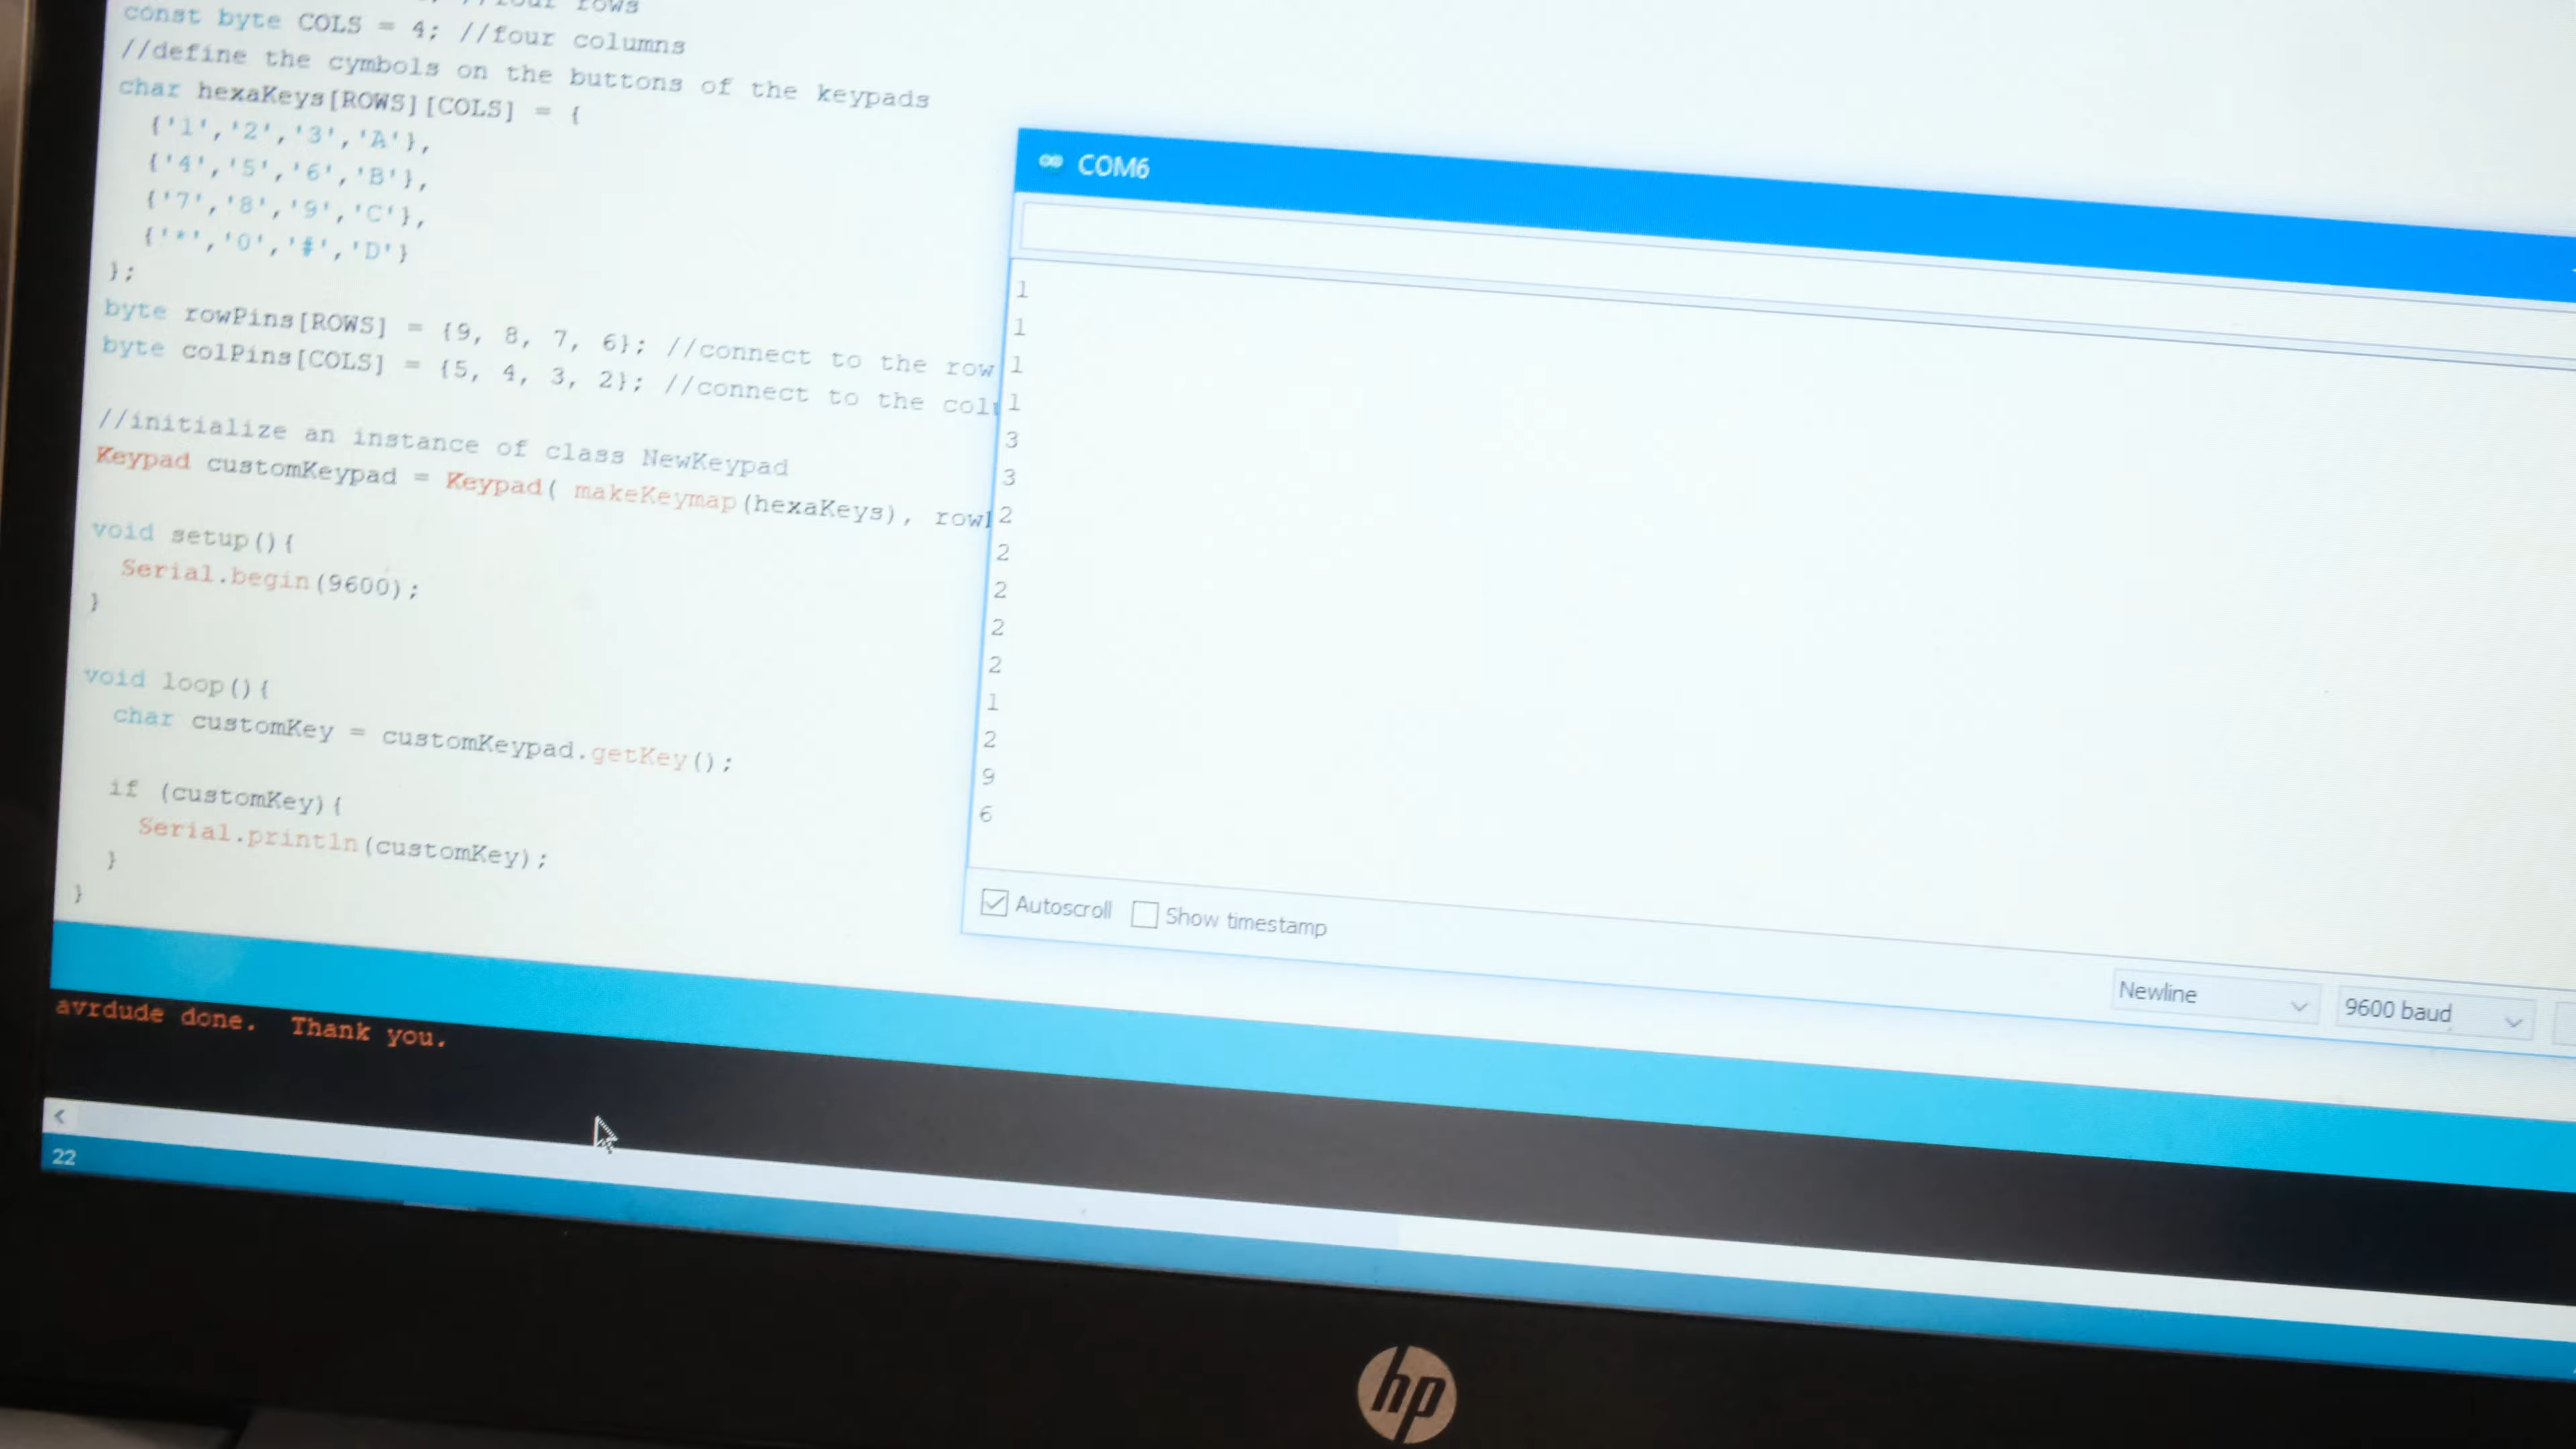 four rows
const byte COLS = 4; //four columns
//define the cymbols on the buttons of the keypads
char hexaKeys[ROWS][COLS] = {
{'1','2','3','A'},
{'4','5','6','B'},
{'7','8','9','C'},
{'*','0','#','D'}
};
byte rowPins[ROWS] = {9, 8, 7, 6}; //connect to the row
byte colPins[COLS] = {5, 4, 3, 2}; //connect to the col
//initialize an instance of class NewKeypad
Keypad customKeypad = Keypad( makeKeymap(hexaKeys), row
void setup(){
Serial.begin(9600);
}
void loop(){
char customKey = customKeypad.getKey();
if (customKey){
Serial.println(customKey);
}
}
COM6
1
1
1
1
3
3
2
2
2
2
2
1
2
9
6
Autoscroll Show timestamp
Newline
9600 baud
avrdude done. Thank you.
22
hp